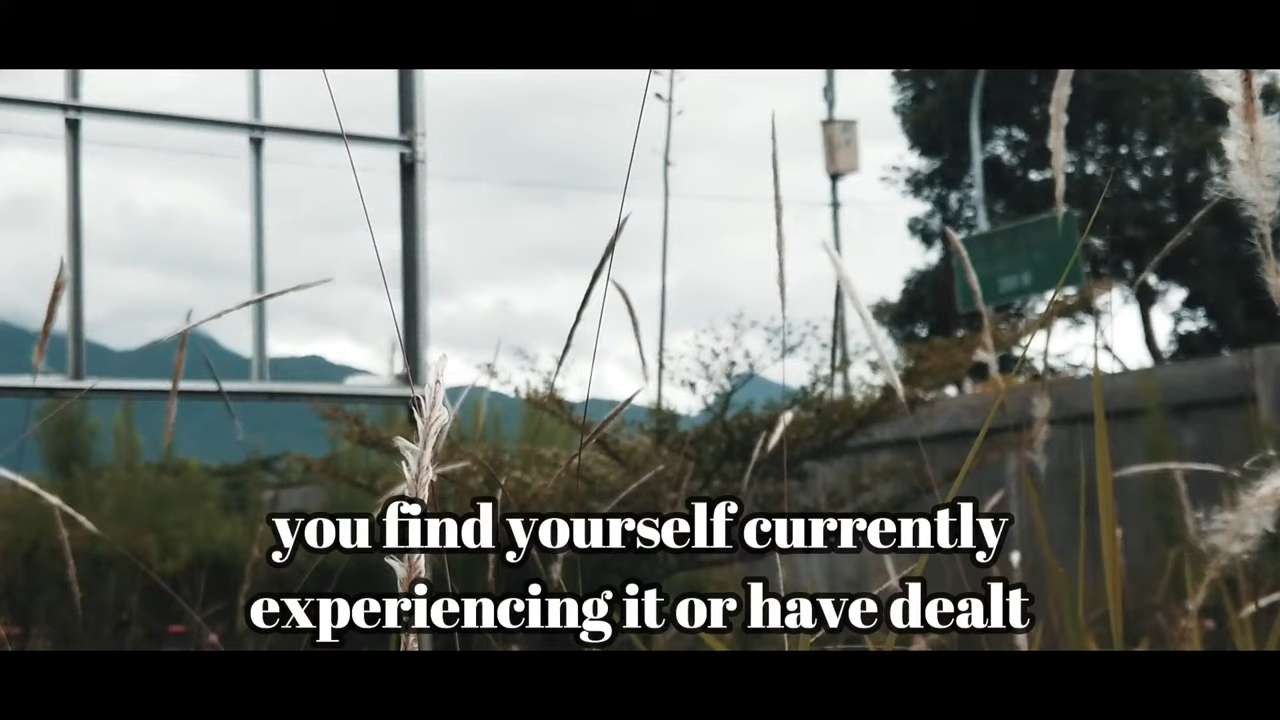 you find yourself currently
experiencing it or have dealt